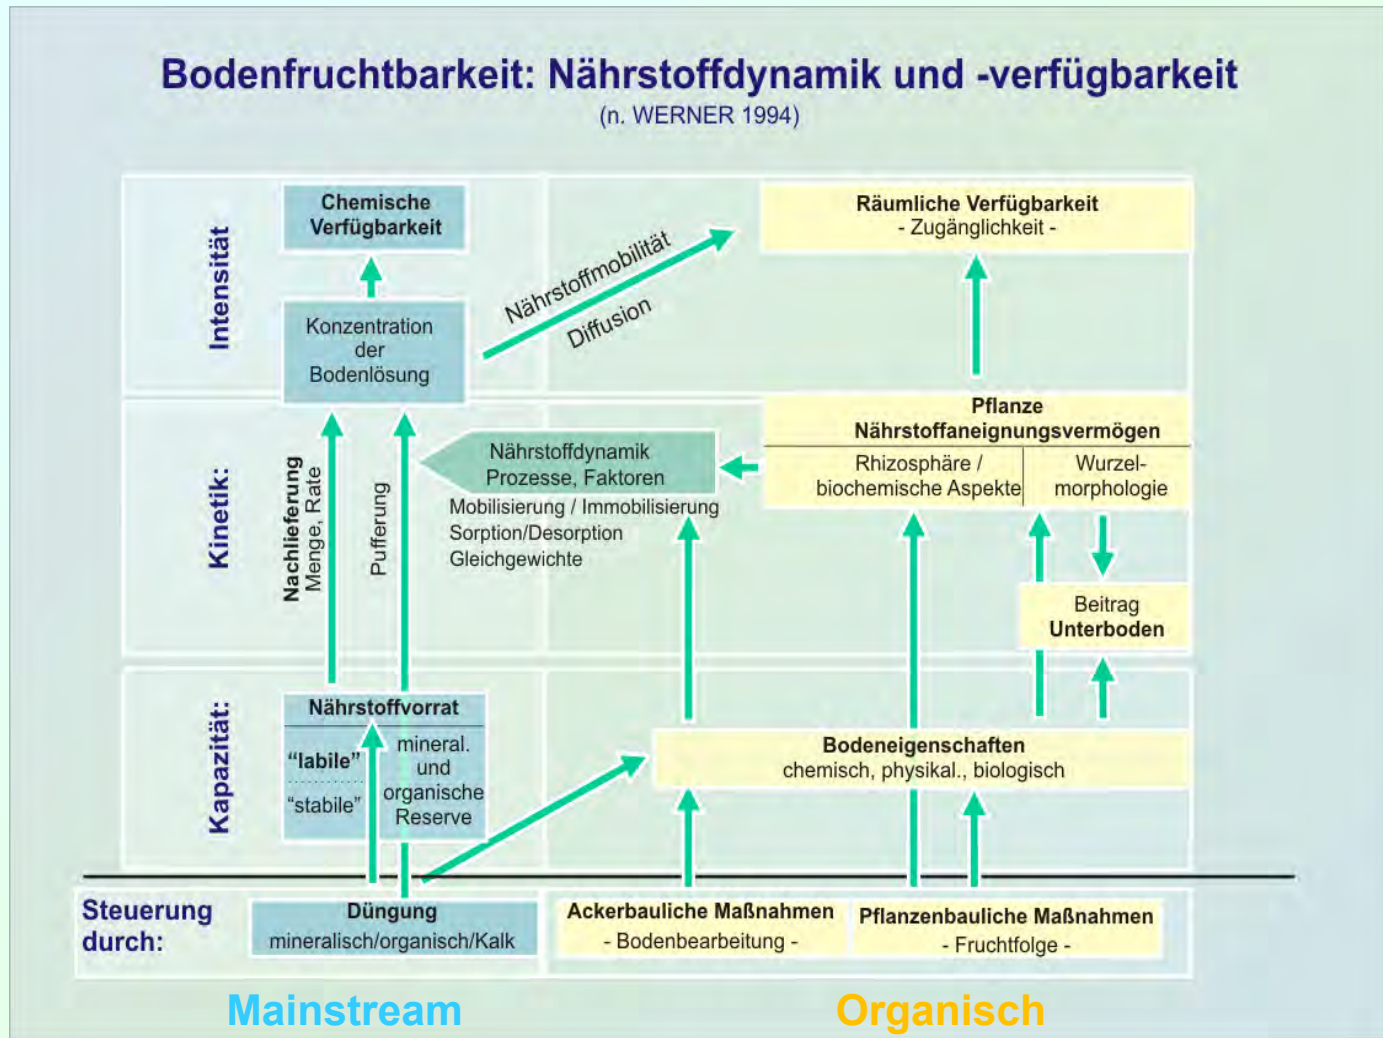 Bodenfruchtbarkeit: Nährstoffdynamik und -verfügbarkeit
(n. WERNER 1994)
Intensität
Chemische
Verfügbarkeit
Konzentration
der
Bodenlösung
Nährstoffmobilität
Diffusion
Räumliche Verfügbarkeit
- Zugänglichkeit -
Kinetik:
Nachlieferung
Menge, Rate
Pufferung
Nährstoffdynamik
Prozesse, Faktoren
Mobilisierung / Immobilisierung
Sorption/Desorption
Gleichgewichte
Pflanze
Nährstoffaneignungsvermögen
Rhizosphäre /
biochemische Aspekte
Wurzel-
morphologie
Beitrag
Unterboden
Kapazität:
Nährstoffvorrat
“labile”
“stabile”
mineral.
und
organische
Reserve
Bodeneigenschaften
chemisch, physikal., biologisch
Steuerung
durch:
Düngung
mineralisch/organisch/Kalk
Ackerbauliche Maßnahmen
- Bodenbearbeitung -
Pflanzenbauliche Maßnahmen
- Fruchtfolge -
Mainstream
Organisch